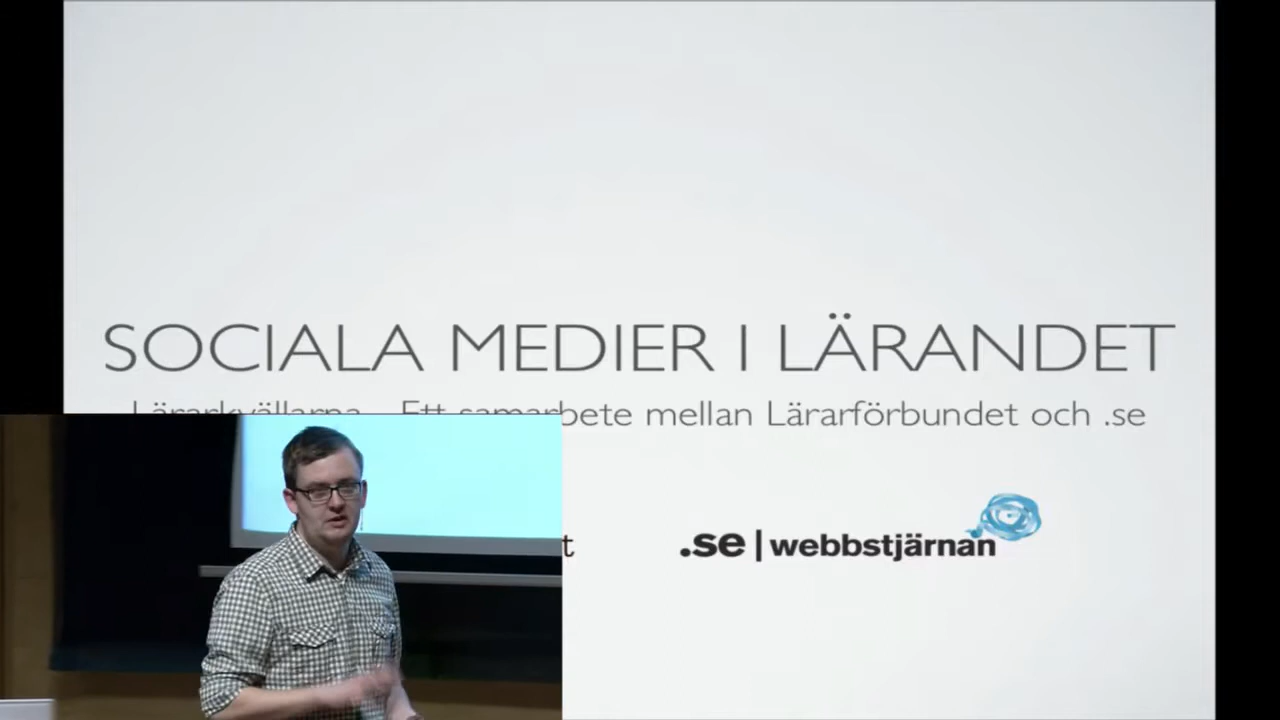 SOCIALA MEDIER I LÄRANDET
mellan Lärarförbundet och .se
.se | webbstjärnan